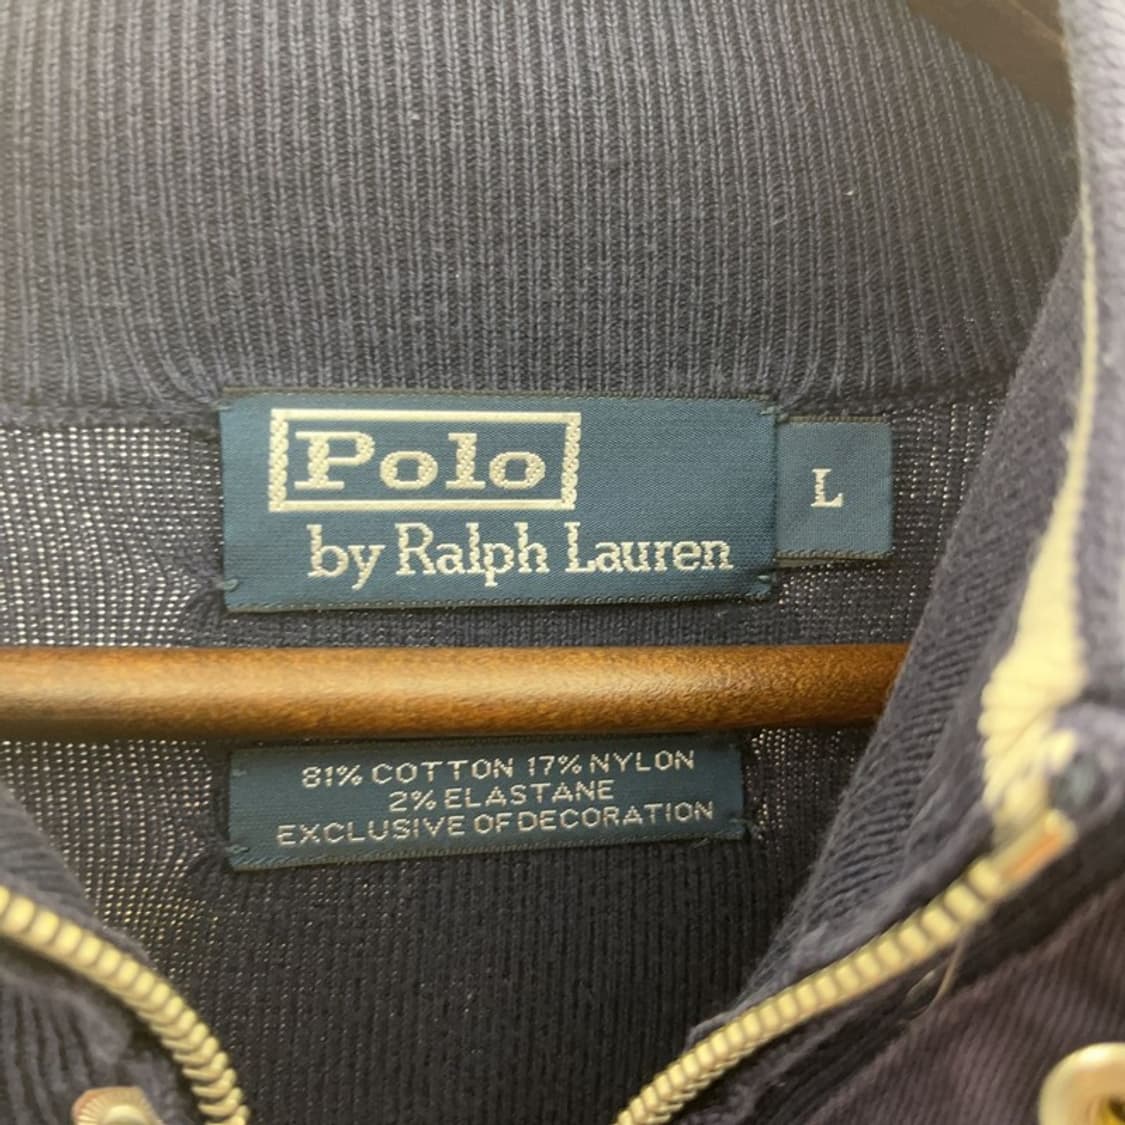 Polo
by Ralph Lauren
L
81% COTTON 17% NYLON
2% ELASTANE
EXCLUSIVE OF DECORATION